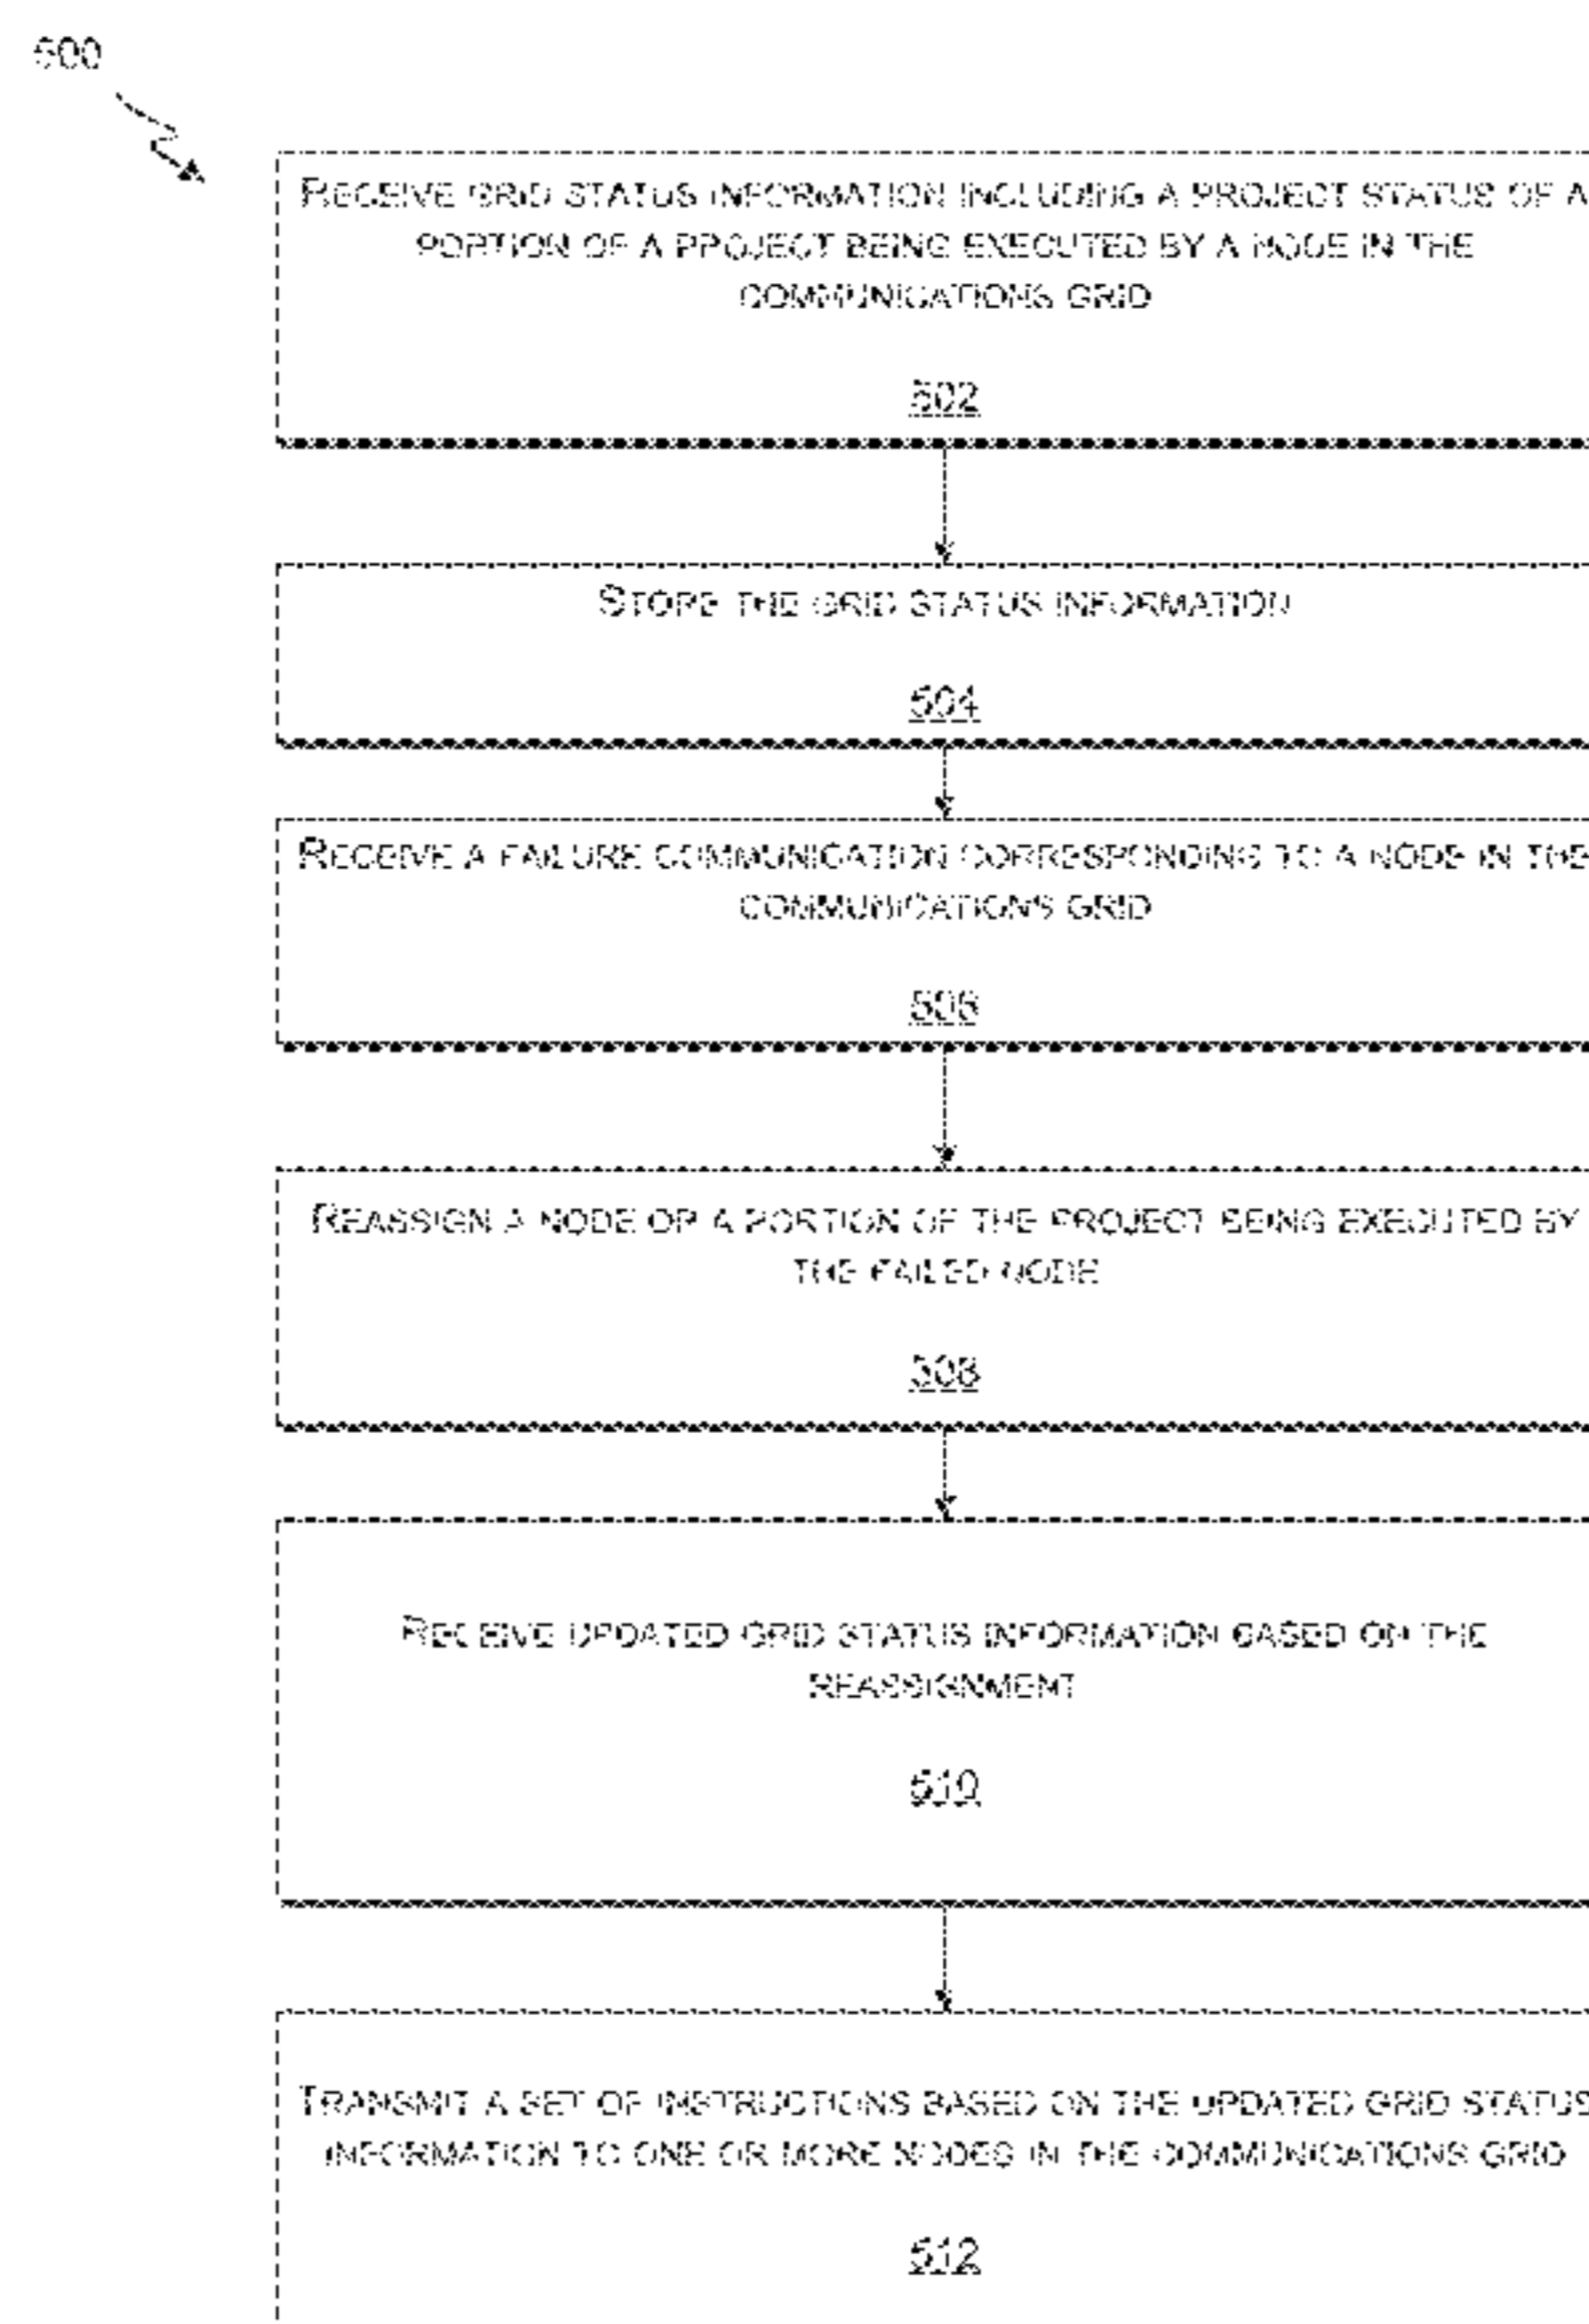 500
RECEIVE GRID STATUS INFORMATION INCLUDING A PROJECT STATUS OF A
PORTION OF A PROJECT BEING EXECUTED BY A NODE IN THE
COMMUNICATIONS GRID
502
STORE THE GRID STATUS INFORMATION
504
RECEIVE A FAILURE COMMUNICATION CORRESPONDING TO A NODE IN THE
COMMUNICATIONS GRID
506
REASSIGN A NODE OR A PORTION OF THE PROJECT BEING EXECUTED BY
THE FAILED NODE
508
RECEIVE UPDATED GRID STATUS INFORMATION BASED ON THE
REASSIGNMENT
510
TRANSMIT A SET OF INSTRUCTIONS BASED ON THE UPDATED GRID STATUS
INFORMATION TO ONE OR MORE NODES IN THE COMMUNICATIONS GRID
512